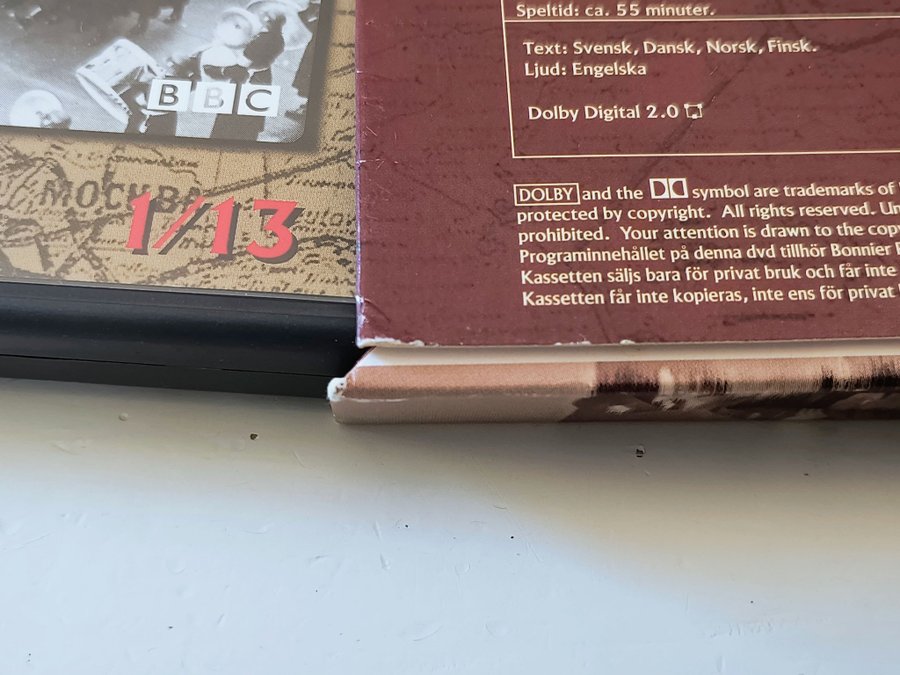 BBC
МОСКВА
1/13
Speltid: ca. 55 minuter.
Text: Svensk, Dansk, Norsk, Finsk.
Ljud: Engelska
Dolby Digital 2.0
DOLBY and the symbol are trademarks of
protected by copyright. All rights reserved.
prohibited. Your attention is drawn to the
Programinnehållet på denna dvd tillhör Bonnier
Kassetten säljs bara för privat bruk och får inte
Kassetten får inte kopieras, inte ens för privat